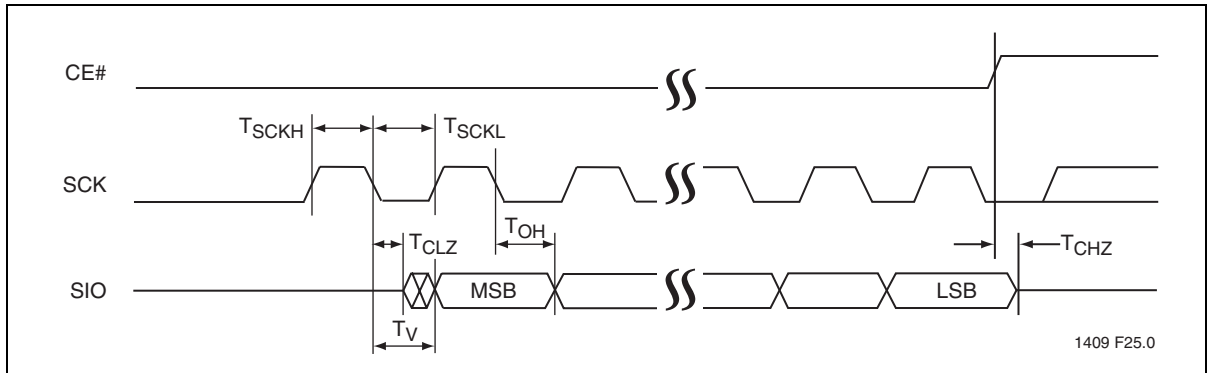 CE#
TSCKH
TSCKL
SCK
TOH
TCLZ
TCHZ
SIO
MSB
LSB
TV
1409 F25.0